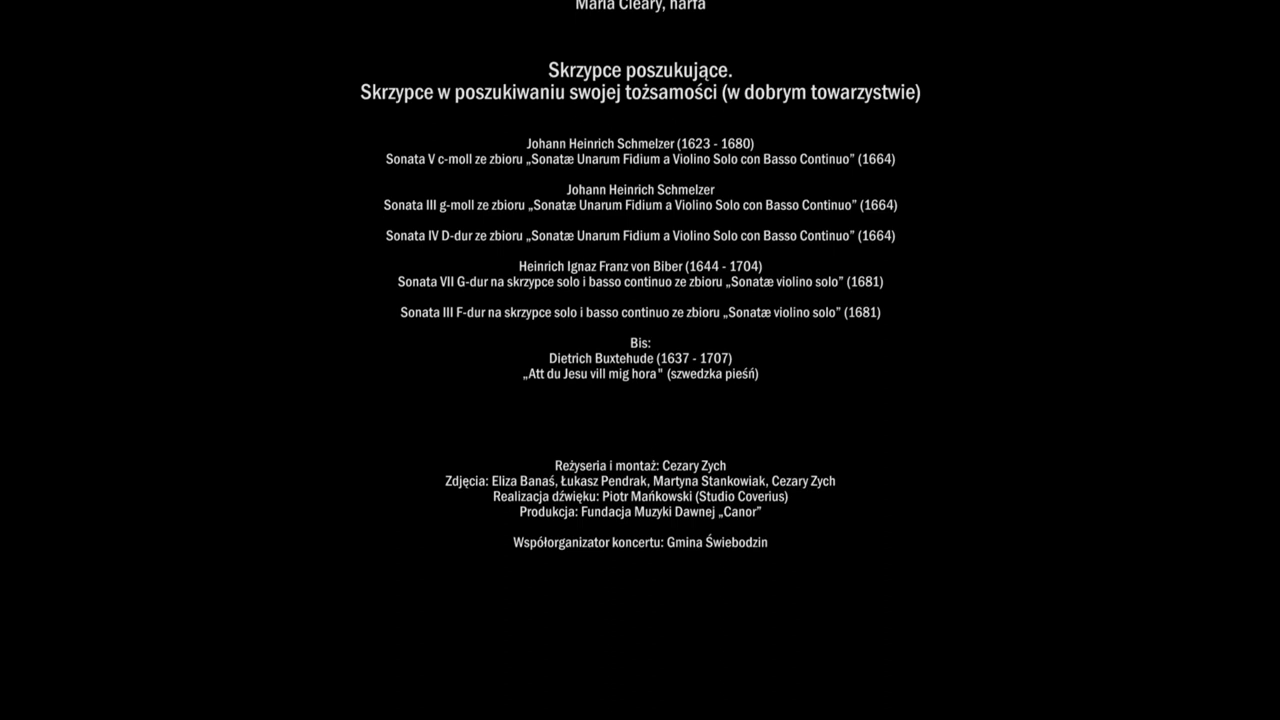 Maria Cleary, harfa
Skrzypce poszukujące.
Skrzypce w poszukiwaniu swojej tożsamości (w dobrym towarzystwie)
Johann Heinrich Schmelzer (1623 - 1680)
Sonata V c-moll ze zbioru „Sonatæ Unarum Fidium a Violino Solo con Basso Continuo” (1664)
Johann Heinrich Schmelzer
Sonata III g-moll ze zbioru „Sonatæ Unarum Fidium a Violino Solo con Basso Continuo” (1664)
Sonata IV D-dur ze zbioru „Sonatæ Unarum Fidium a Violino Solo con Basso Continuo” (1664)
Heinrich Ignaz Franz von Biber (1644 - 1704)
Sonata VII G-dur na skrzypce solo i basso continuo ze zbioru „Sonatæ violino solo” (1681)
Sonata III F-dur na skrzypce solo i basso continuo ze zbioru „Sonatæ violino solo” (1681)
Bis:
Dietrich Buxtehude (1637 - 1707)
„Att du Jesu vill mig hora" (szwedzka pieśń)
Reżyseria i montaż: Cezary Zych
Zdjęcia: Eliza Banaś, Łukasz Pendrak, Martyna Stankowiak, Cezary Zych
Realizacja dźwięku: Piotr Mańkowski (Studio Coverius)
Produkcja: Fundacja Muzyki Dawnej „Canor”
Współorganizator koncertu: Gmina Świebodzin